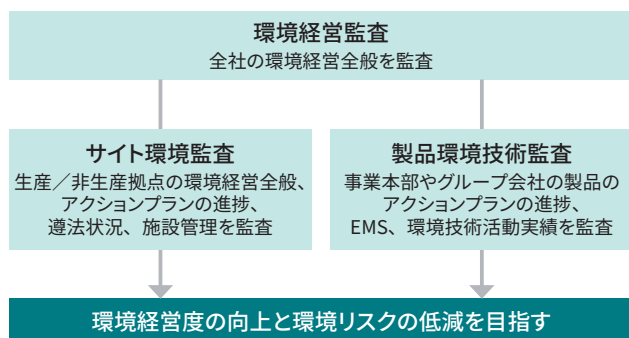 環境経営監査
全社の環境経営全般を監査
サイト環境監査
生産／非生産拠点の環境経営全般、
アクションプランの進捗、
遵法状況、施設管理を監査
製品環境技術監査
事業本部やグループ会社の製品の
アクションプランの進捗、
EMS、環境技術活動実績を監査
環境経営度の向上と環境リスクの低減を目指す